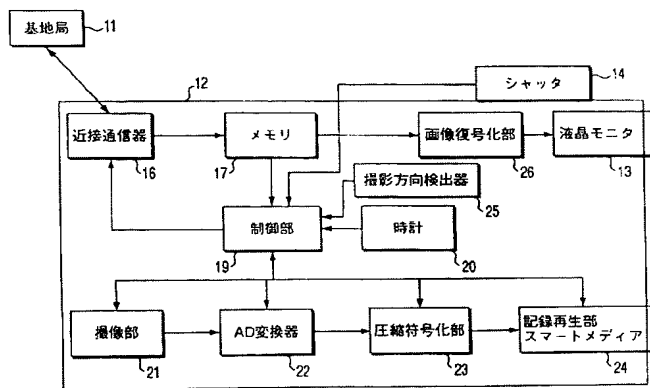 基地局
11
12
シャッタ
14
近接通信器
16
メモリ
17
画像復号化部
26
液晶モニタ
13
撮影方向検出器
25
制御部
19
時計
20
撮像部
21
AD変換器
22
圧縮符号化部
23
記録再生部
スマートメディア
24